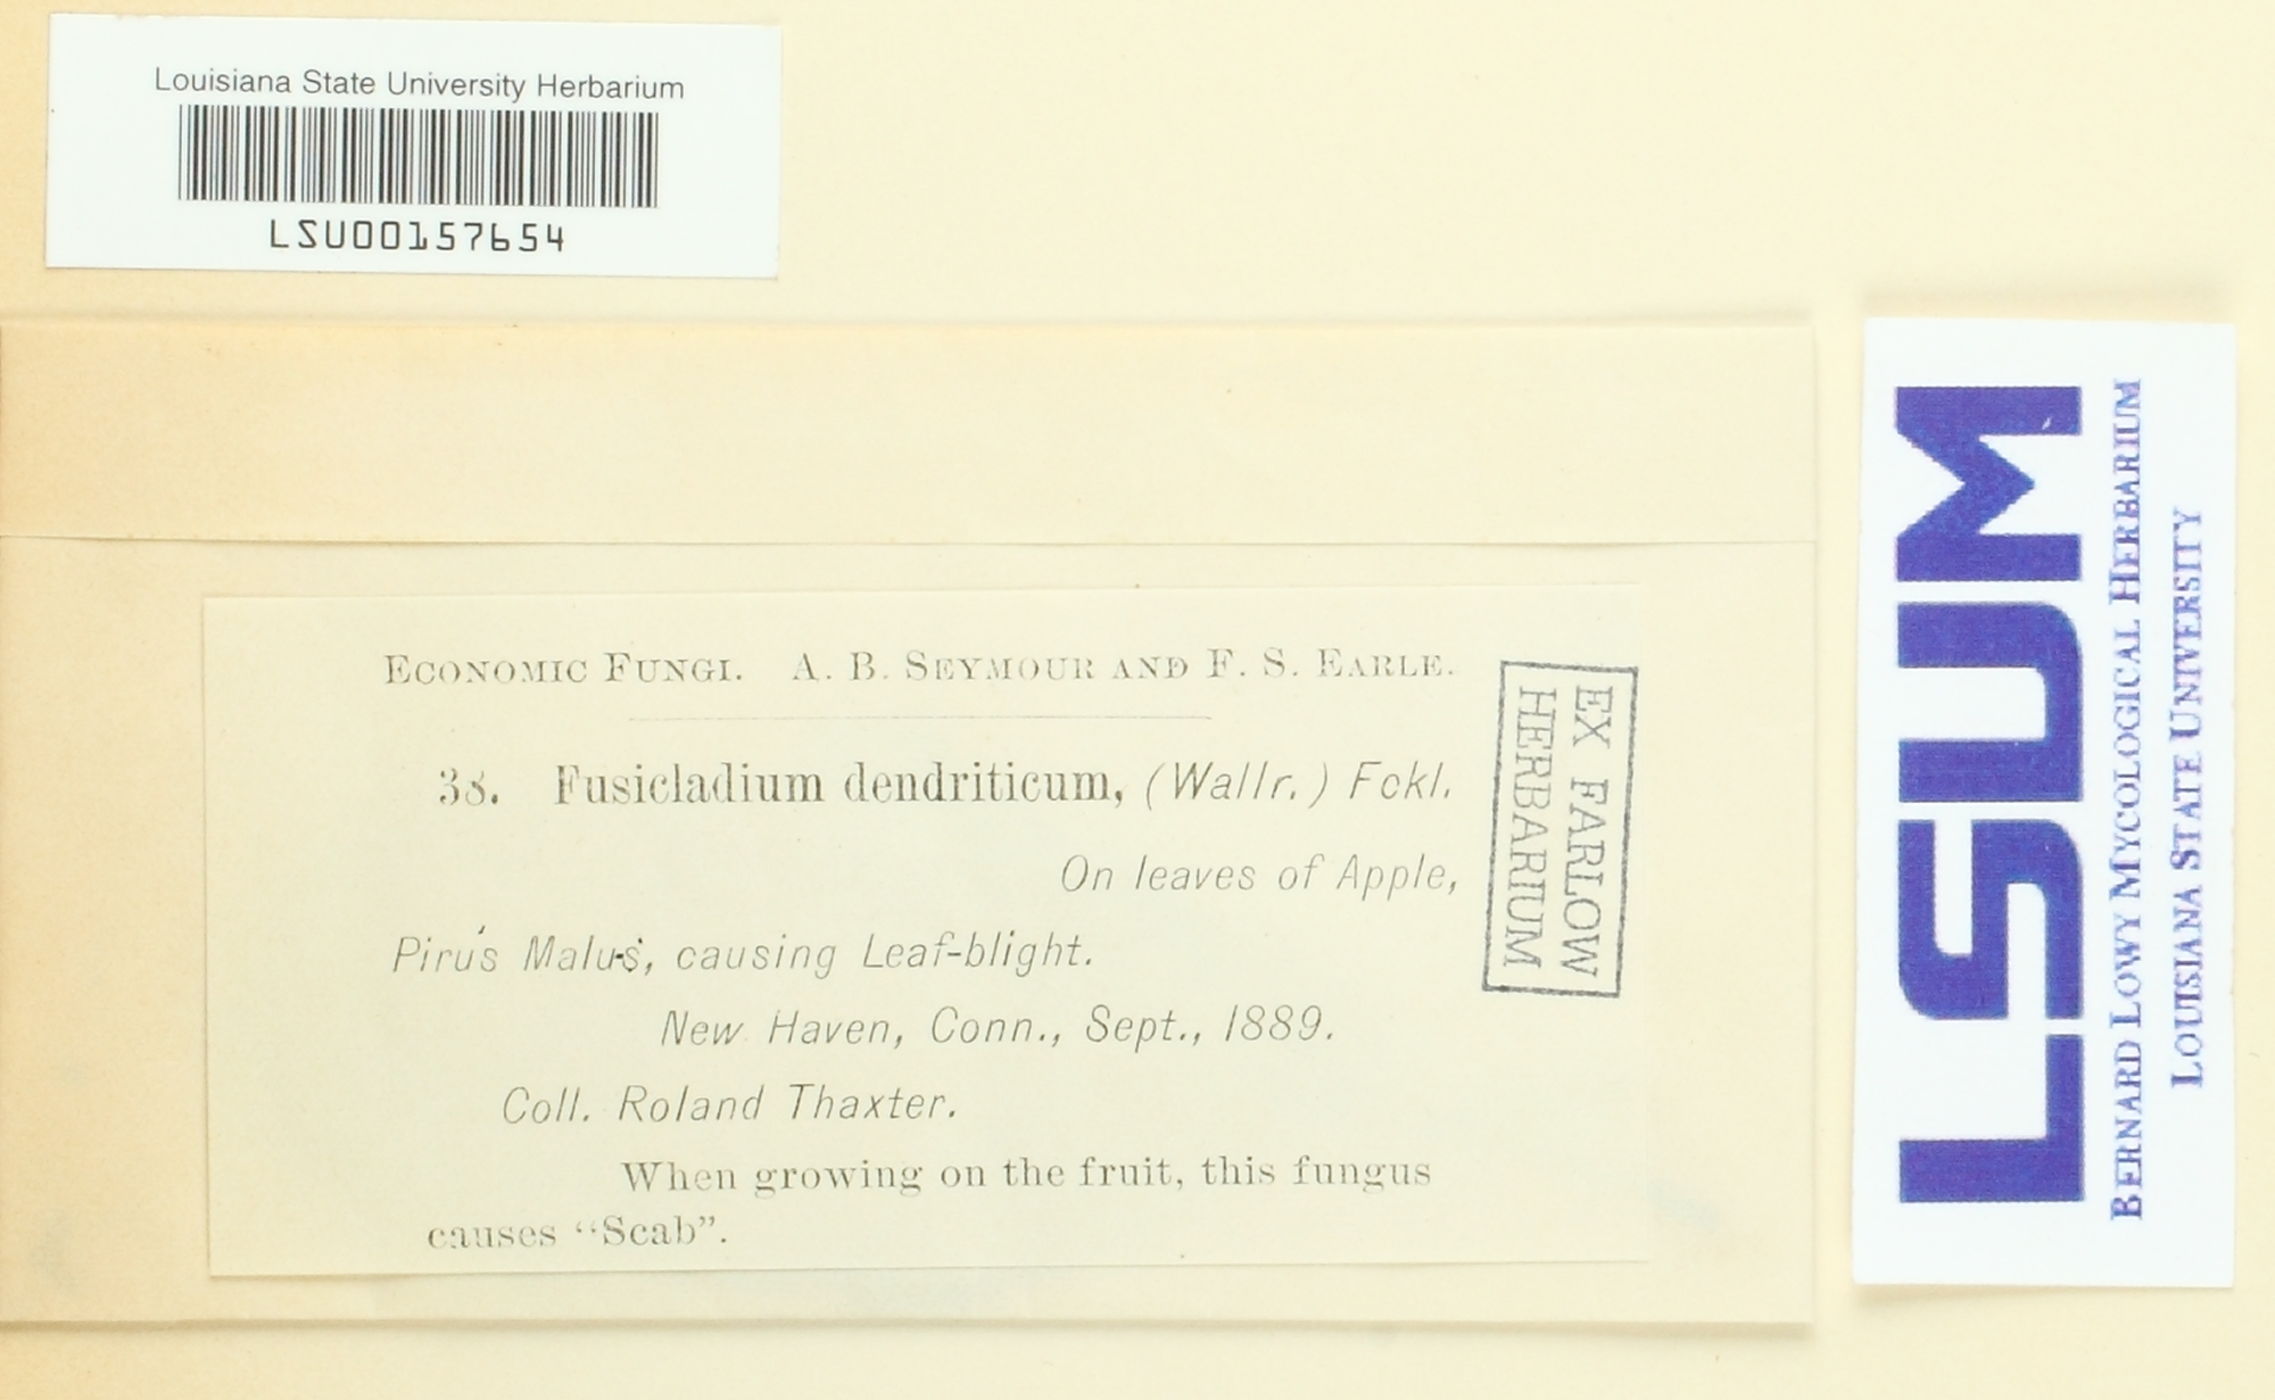 Louisiana State University Herbarium
LSU00157654
ECONOMIC FUNGI. A. B. SEYMOUR AND F. S. EARLE.
38. Fusicladium dendriticum, (Wallr.) Fckl.
On leaves of Apple,
Pirus Malus, causing Leaf-blight.
New Haven, Conn., Sept., 1889.
Coll. Roland Thaxter.
When growing on the fruit, this fungus
causes “Scab”.
EX FARLOW
HERBARIUM
LSUM
BERNARD LOWY MYCOLOGICAL HERBARIUM
LOUISIANA STATE UNIVERSITY